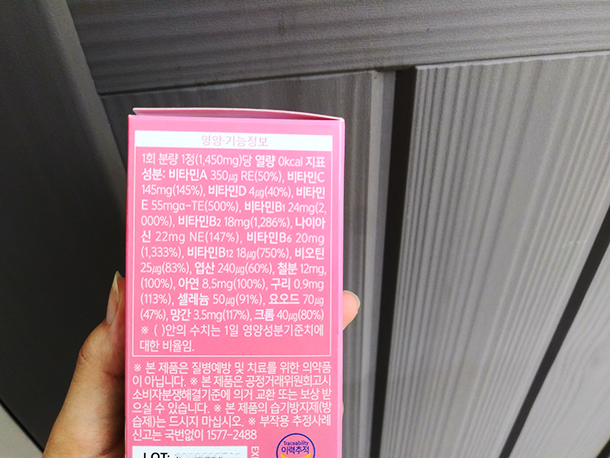 영양·기능정보
1회 분량 1정(1,450mg)당 열량 0kcal 지표
성분: 비타민A 350㎍ RE(50%), 비타민C
145mg(145%), 비타민D 4㎍(40%), 비타민
E 55mgα-TE(500%), 비타민B1 24mg(2,
000%), 비타민B2 18mg(1,286%), 나이아
신 22mg NE(147%), 비타민B6 20mg
(1,333%), 비타민B12 18㎍(750%), 비오틴
25㎍(83%), 엽산 240㎍(60%), 철분 12mg,
(100%), 아연 8.5mg(100%), 구리 0.9mg
(113%), 셀레늄 50㎍(91%), 요오드 70㎍
(47%), 망간 3.5mg(117%), 크롬 40㎍(80%)
※ ( )안의 수치는 1일 영양성분기준치에
대한 비율임.
※ 본 제품은 질병예방 및 치료를 위한 의약품
이 아닙니다. ※ 본 제품은 공정거래위원회고시
소비자분쟁해결기준에 의거 교환 또는 보상 받
으실 수 있습니다. ※ 본 제품의 습기방지제(방
습제)는 드시지 마십시오. ※ 부작용 추정사례
신고는 국번없이 1577-2488
LOT:
Traceability
이력추적